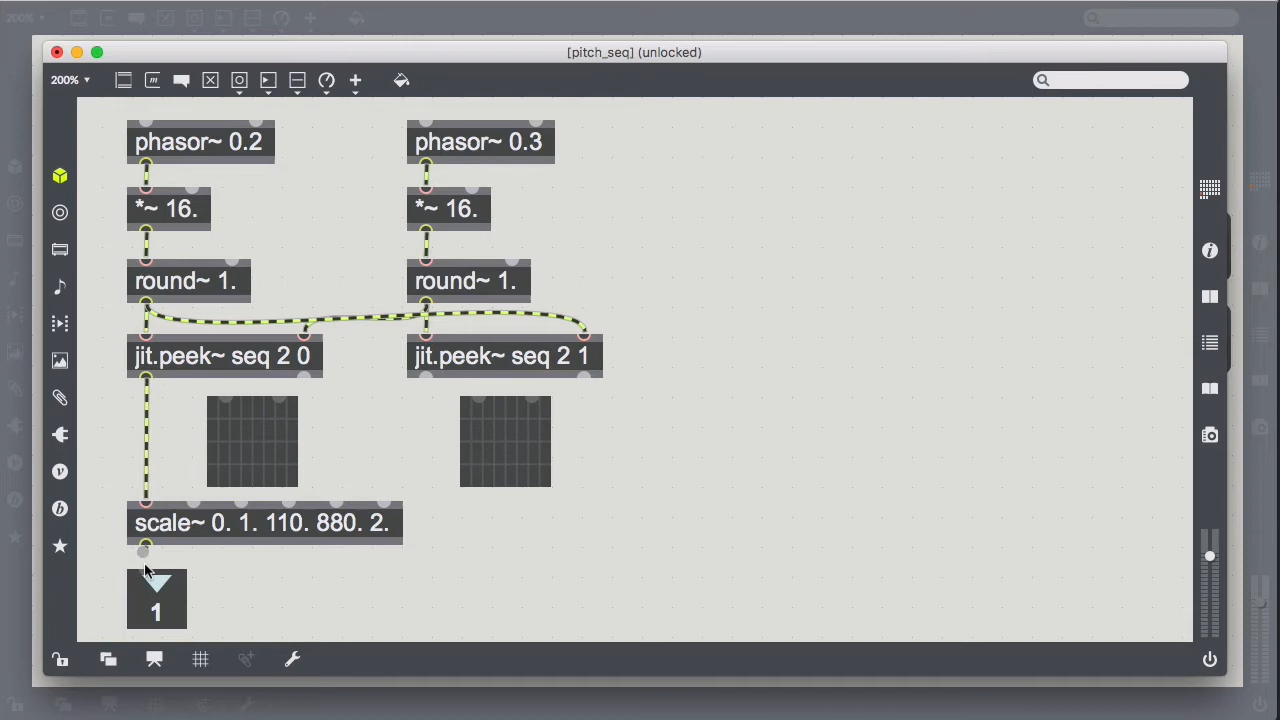 200%
[pitch_seq] (unlocked)
200%
phasor~ 0.2
phasor~ 0.3
*~ 16.
*~ 16.
round~ 1.
round~ 1.
jit.peek~ seq 2 0
jit.peek~ seq 2 1
scale~ 0. 1. 110. 880. 2.
1